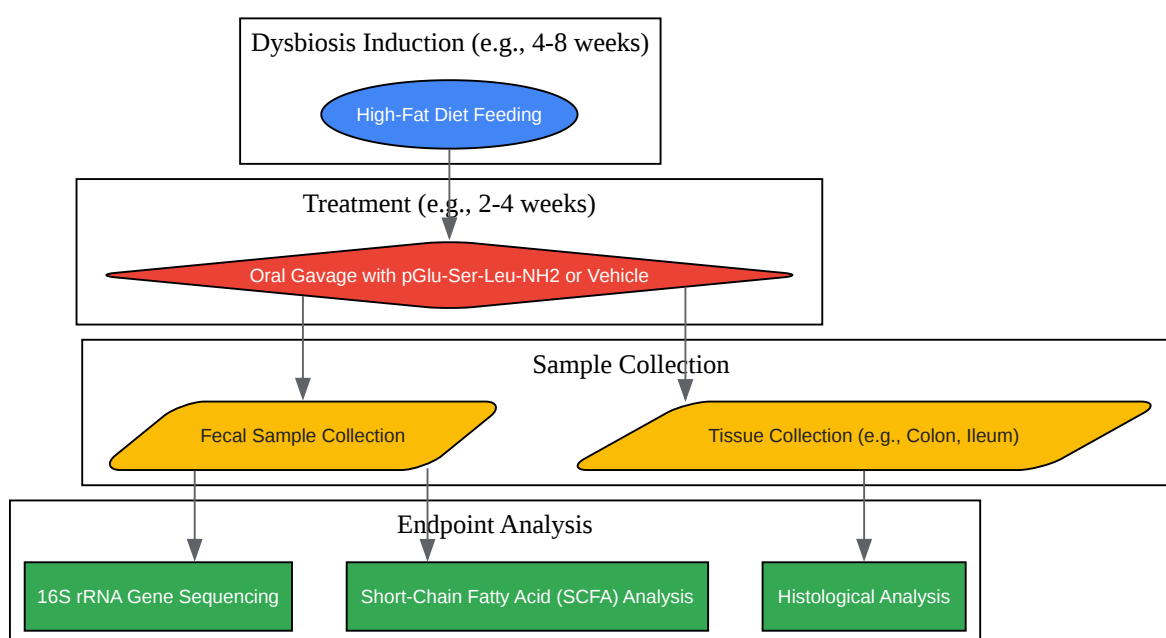 Dysbiosis Induction (e.g., 4-8 weeks)
High-Fat Diet Feeding
Treatment (e.g., 2-4 weeks)
Oral Gavage with pGlu-Ser-Leu-NH2 or Vehicle
Sample Collection
Fecal Sample Collection
Tissue Collection (e.g., Colon, Ileum)
Endpoint Analysis
16S rRNA Gene Sequencing
Short-Chain Fatty Acid (SCFA) Analysis
Histological Analysis